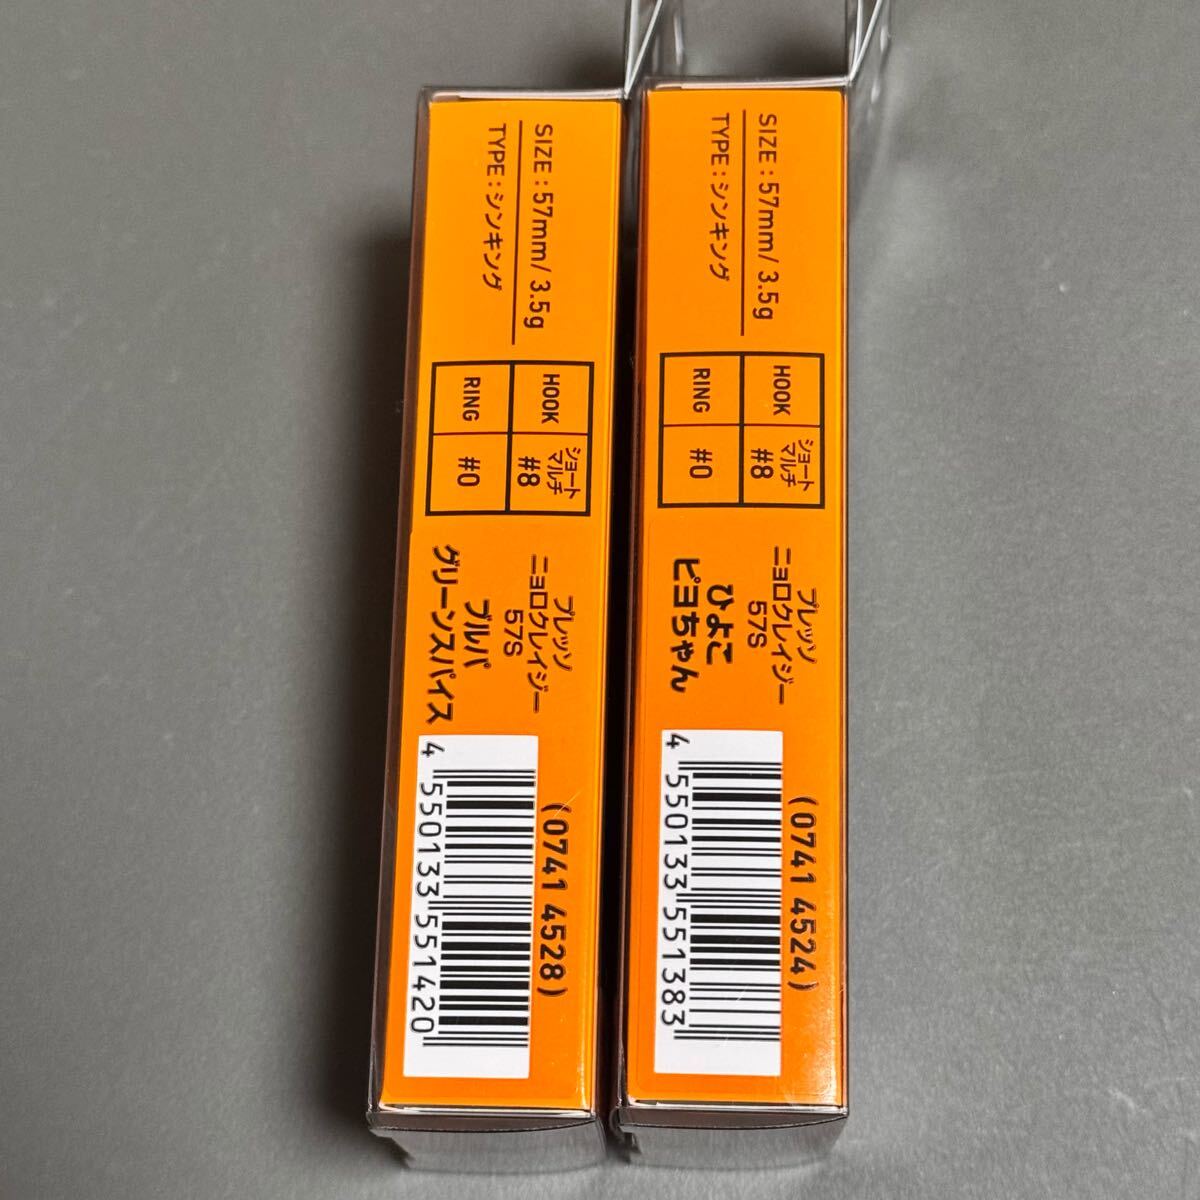 SIZE : 57mm/ 3.5g
TYPE : シンキング
HOOK
ショート
マルチ
#8
RING
#0
プレッソ
ニョロクレイジー
57S
ブルパ
グリーンスパイス
(0741 4528)
4 550133 551420
SIZE : 57mm/ 3.5g
TYPE : シンキング
HOOK
ショート
マルチ
#8
RING
#0
プレッソ
ニョロクレイジー
57S
ひよこ
ピヨちゃん
(0741 4524)
4 550133 551383